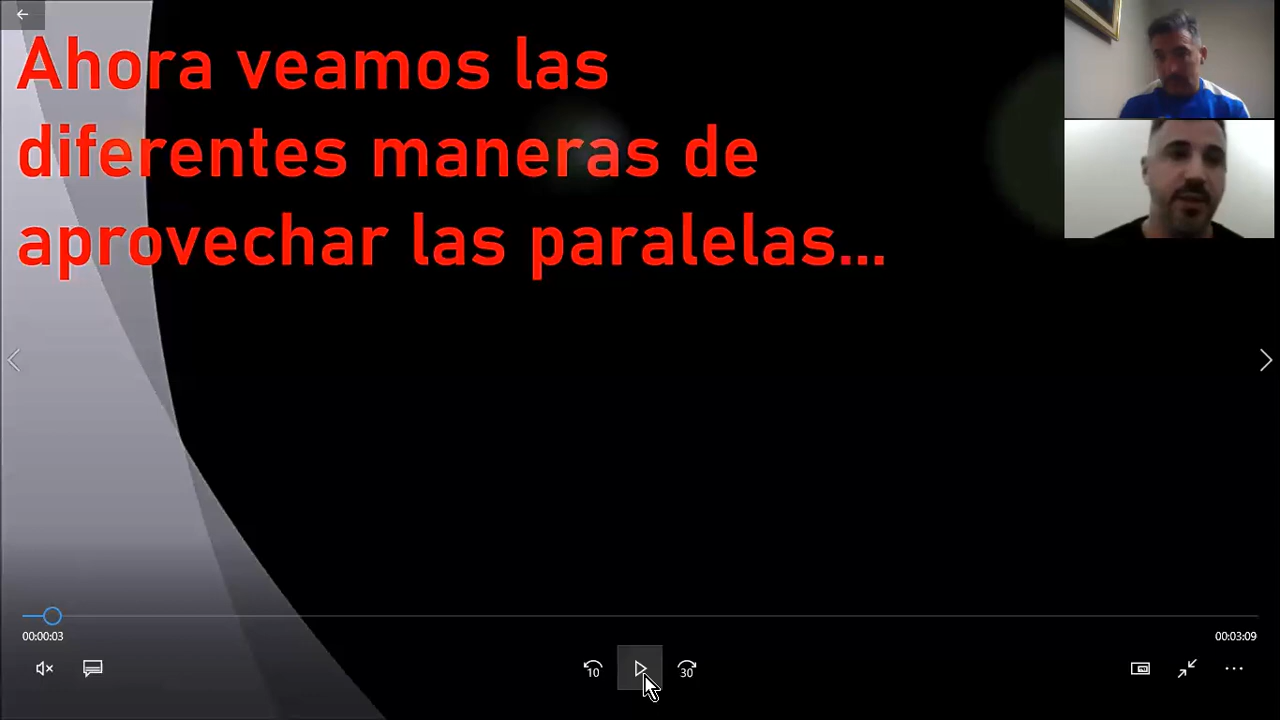 Ahora veamos las
diferentes maneras de
aprovechar las paralelas...
00:00:03
00:03:09
10
30